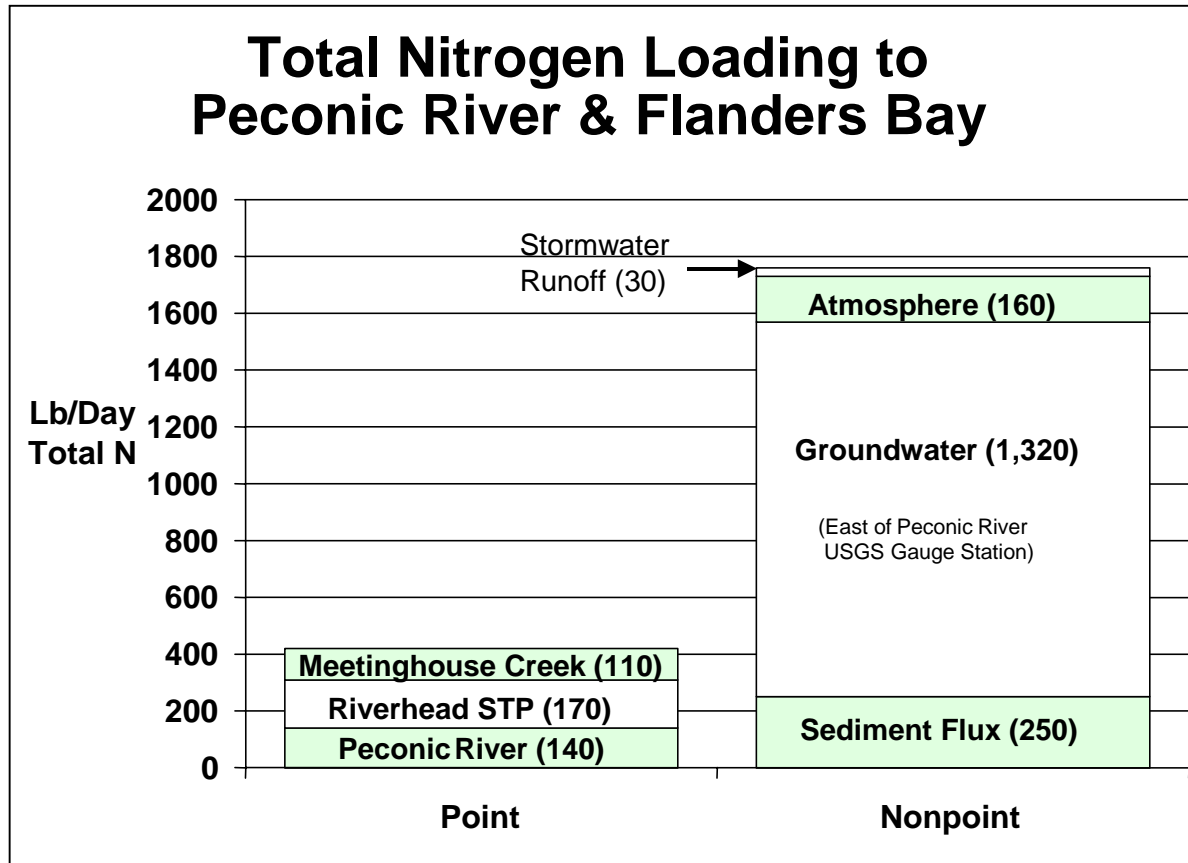 Total Nitrogen Loading to
Peconic River & Flanders Bay
2000
1800
1600
1400
1200
1000
800
600
400
200
0
Lb/Day
Total N
Stormwater
Runoff (30)
Atmosphere (160)
Groundwater (1,320)
(East of Peconic River
USGS Gauge Station)
Sediment Flux (250)
Meetinghouse Creek (110)
Riverhead STP (170)
Peconic River (140)
Point
Nonpoint